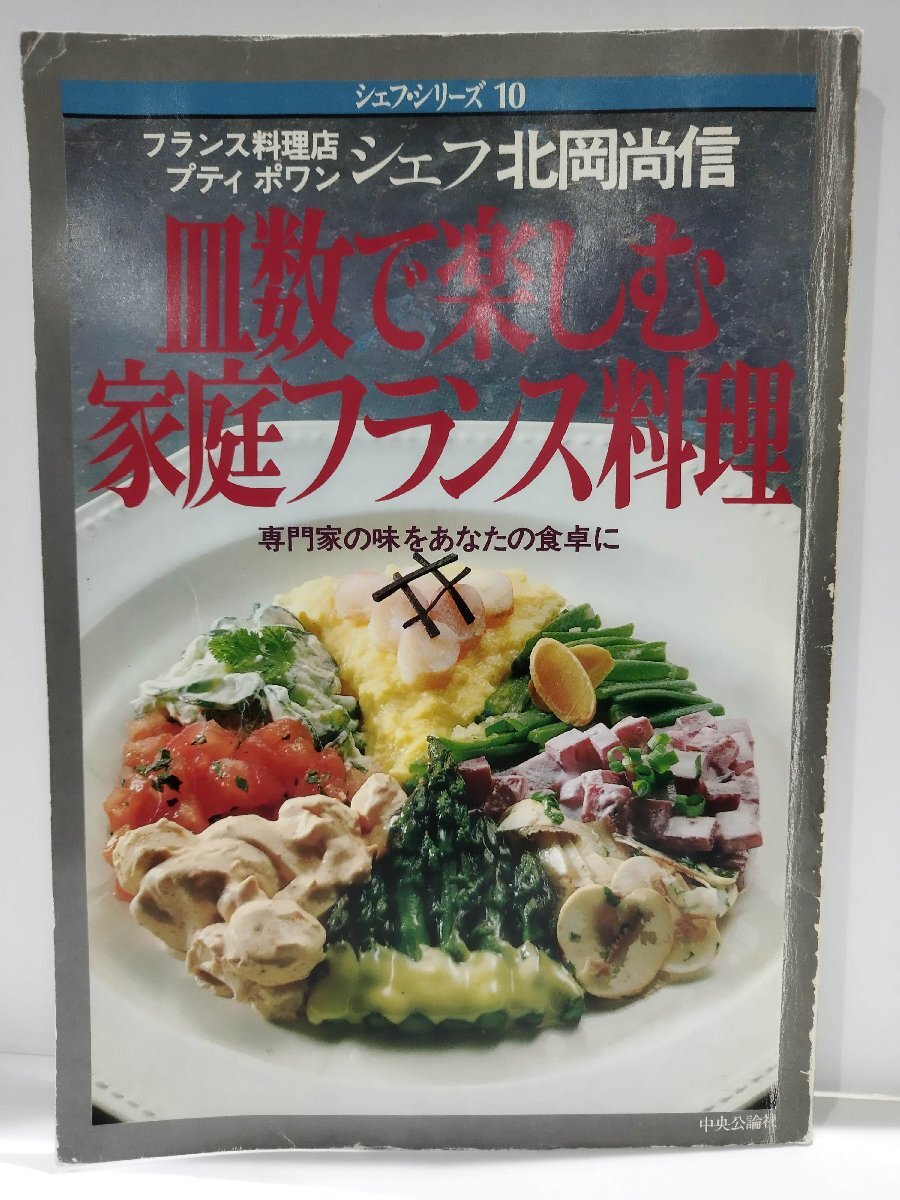 シェフ・シリーズ 10
フランス料理店
プティ ポワン
シェフ 北岡尚信
皿数で楽しむ
家庭フランス料理
専門家の味をあなたの食卓に
中央公論社